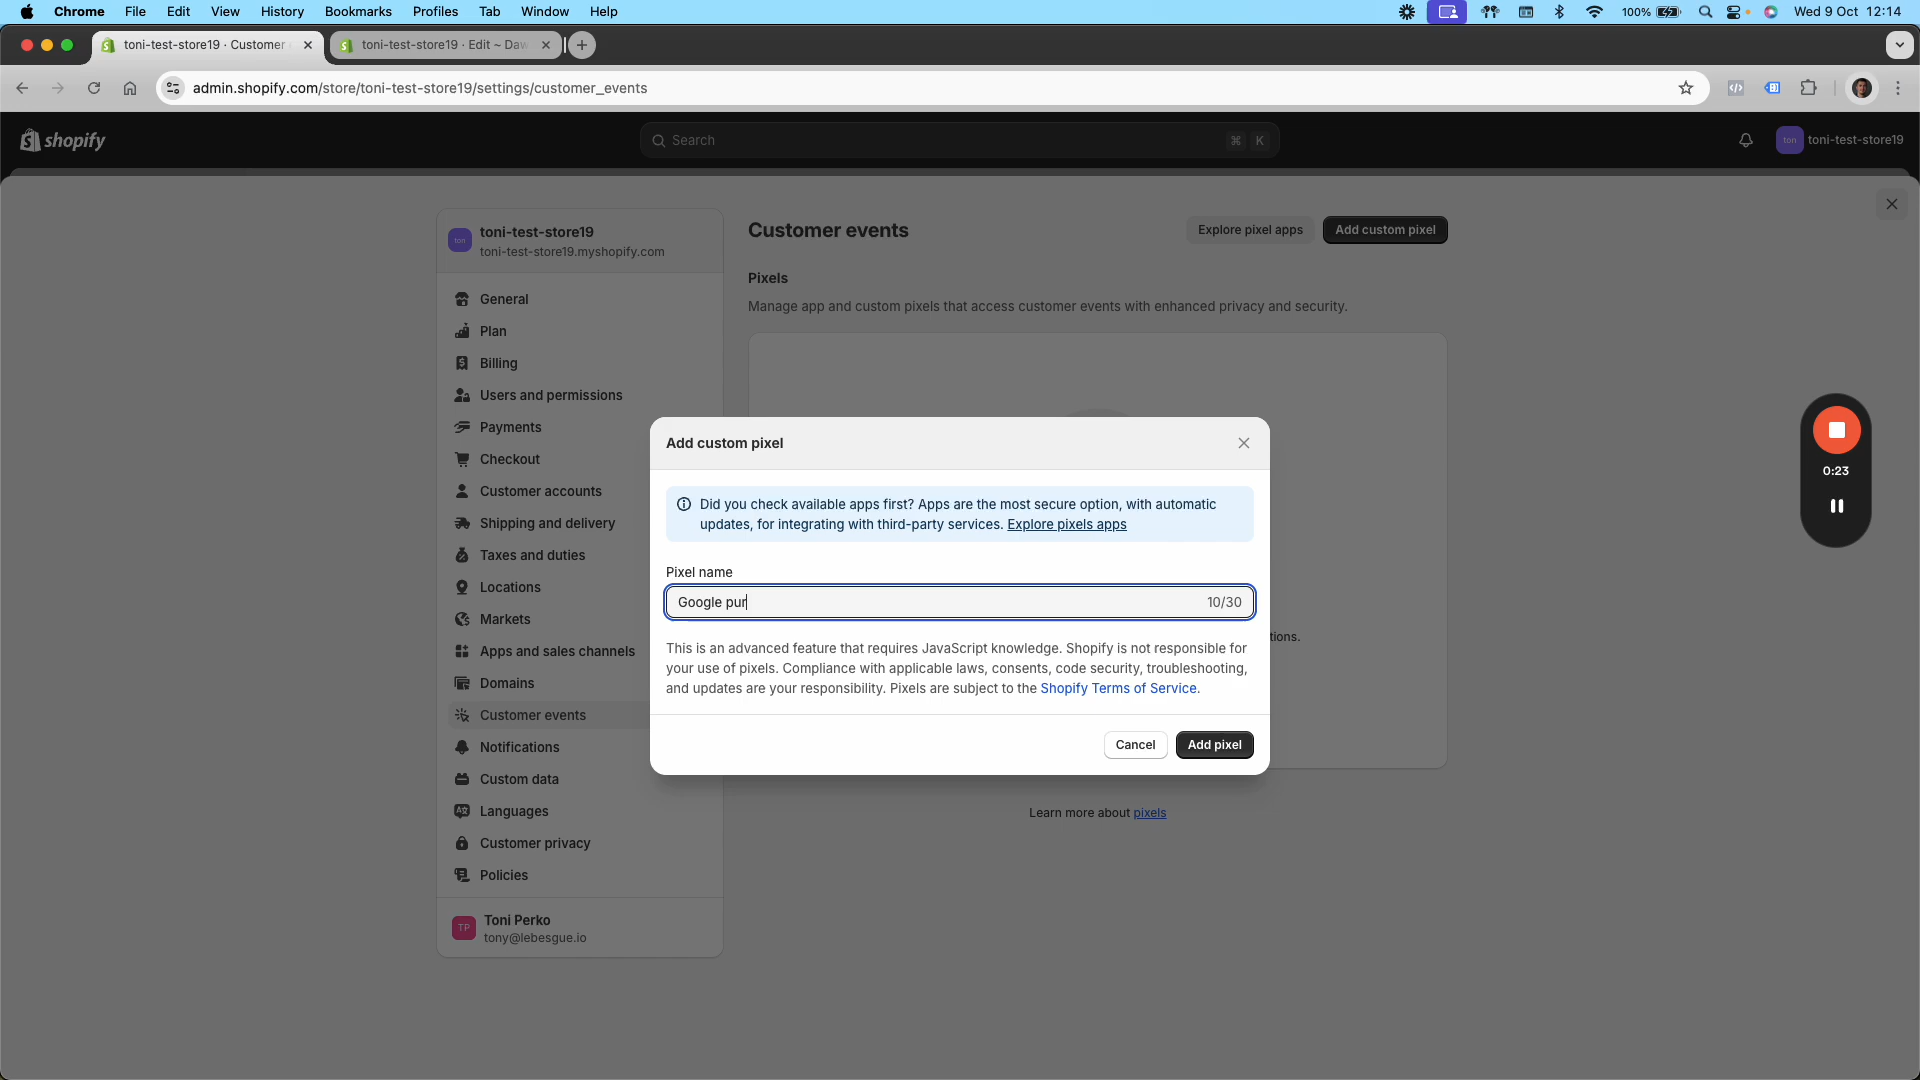 Chrome File Edit View History Bookmarks Profiles Tab Window Help 100% Wed 9 Oct 12:14
toni-test-store19 · Customer
toni-test-store19 · Edit ~ Daw
admin.shopify.com/store/toni-test-store19/settings/customer_events
shopify
Search
⌘ K
ton
toni-test-store19
ton
toni-test-store19
toni-test-store19.myshopify.com
General
Plan
Billing
Users and permissions
Payments
Checkout
Customer accounts
Shipping and delivery
Taxes and duties
Locations
Markets
Apps and sales channels
Domains
Customer events
Notifications
Custom data
Languages
Customer privacy
Policies
TP
Toni Perko
tony@lebesgue.io
Customer events
Explore pixel apps
Add custom pixel
Pixels
Manage app and custom pixels that access customer events with enhanced privacy and security.
Add custom pixel
Did you check available apps first? Apps are the most secure option, with automatic
updates, for integrating with third-party services. Explore pixels apps
Pixel name
Google pur
10/30
This is an advanced feature that requires JavaScript knowledge. Shopify is not responsible for
your use of pixels. Compliance with applicable laws, consents, code security, troubleshooting,
and updates are your responsibility. Pixels are subject to the Shopify Terms of Service.
Cancel
Add pixel
tions.
Learn more about pixels
0:23